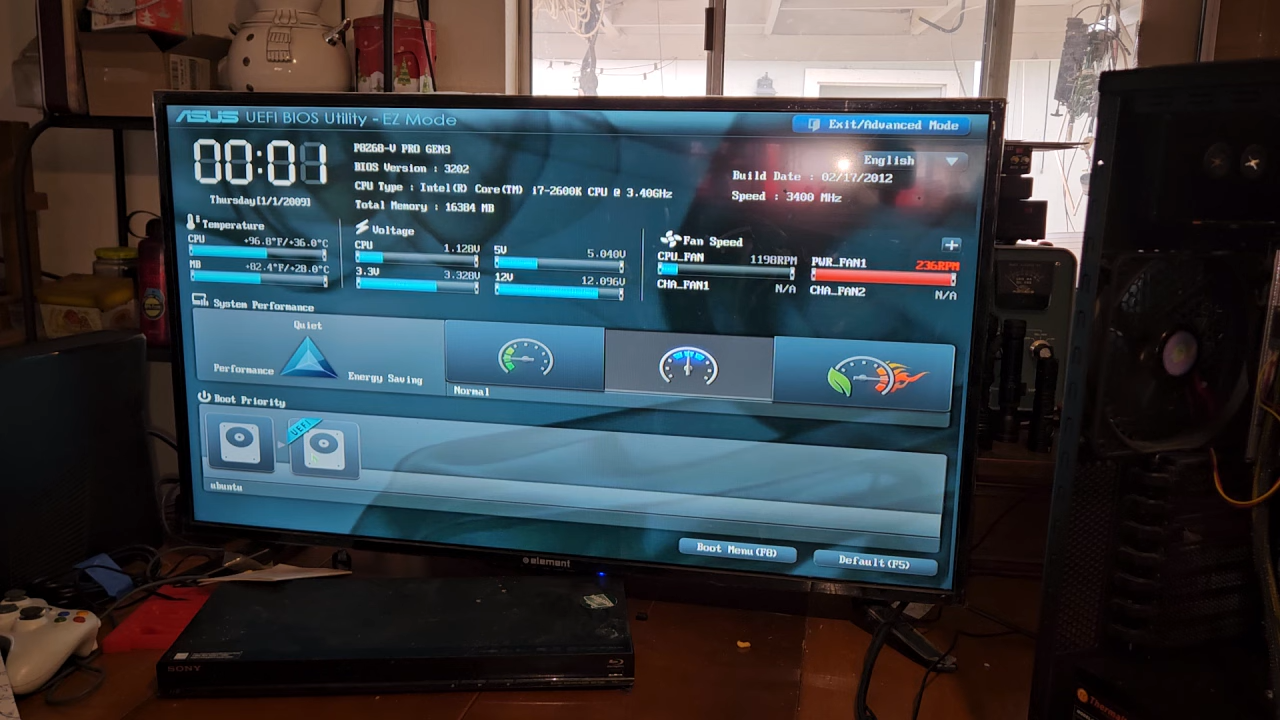 ASUS UEFI BIOS Utility - EZ Mode
Exit/Advanced Mode
00:01
Thursday[1/1/2009]
P8Z68-V PRO GEN3
BIOS Version : 3202
CPU Type : Intel(R) Core(TM) i7-2600K CPU @ 3.40GHz
Total Memory : 16384 MB
English
Build Date : 02/17/2012
Speed : 3400 MHz
Temperature
CPU +96.8°F/+36.0°C
MB +82.4°F/+28.0°C
Voltage
CPU 1.128V 5V 5.040V
3.3V 3.328V 12V 12.096V
Fan Speed
CPU_FAN 1198RPM PWR_FAN1 236RPM
CHA_FAN1 N/A CHA_FAN2 N/A
System Performance
Quiet
Performance
Energy Saving
Normal
Boot Priority
UEFI
ubuntu
Boot Menu(F8)
Default(F5)
element
SONY